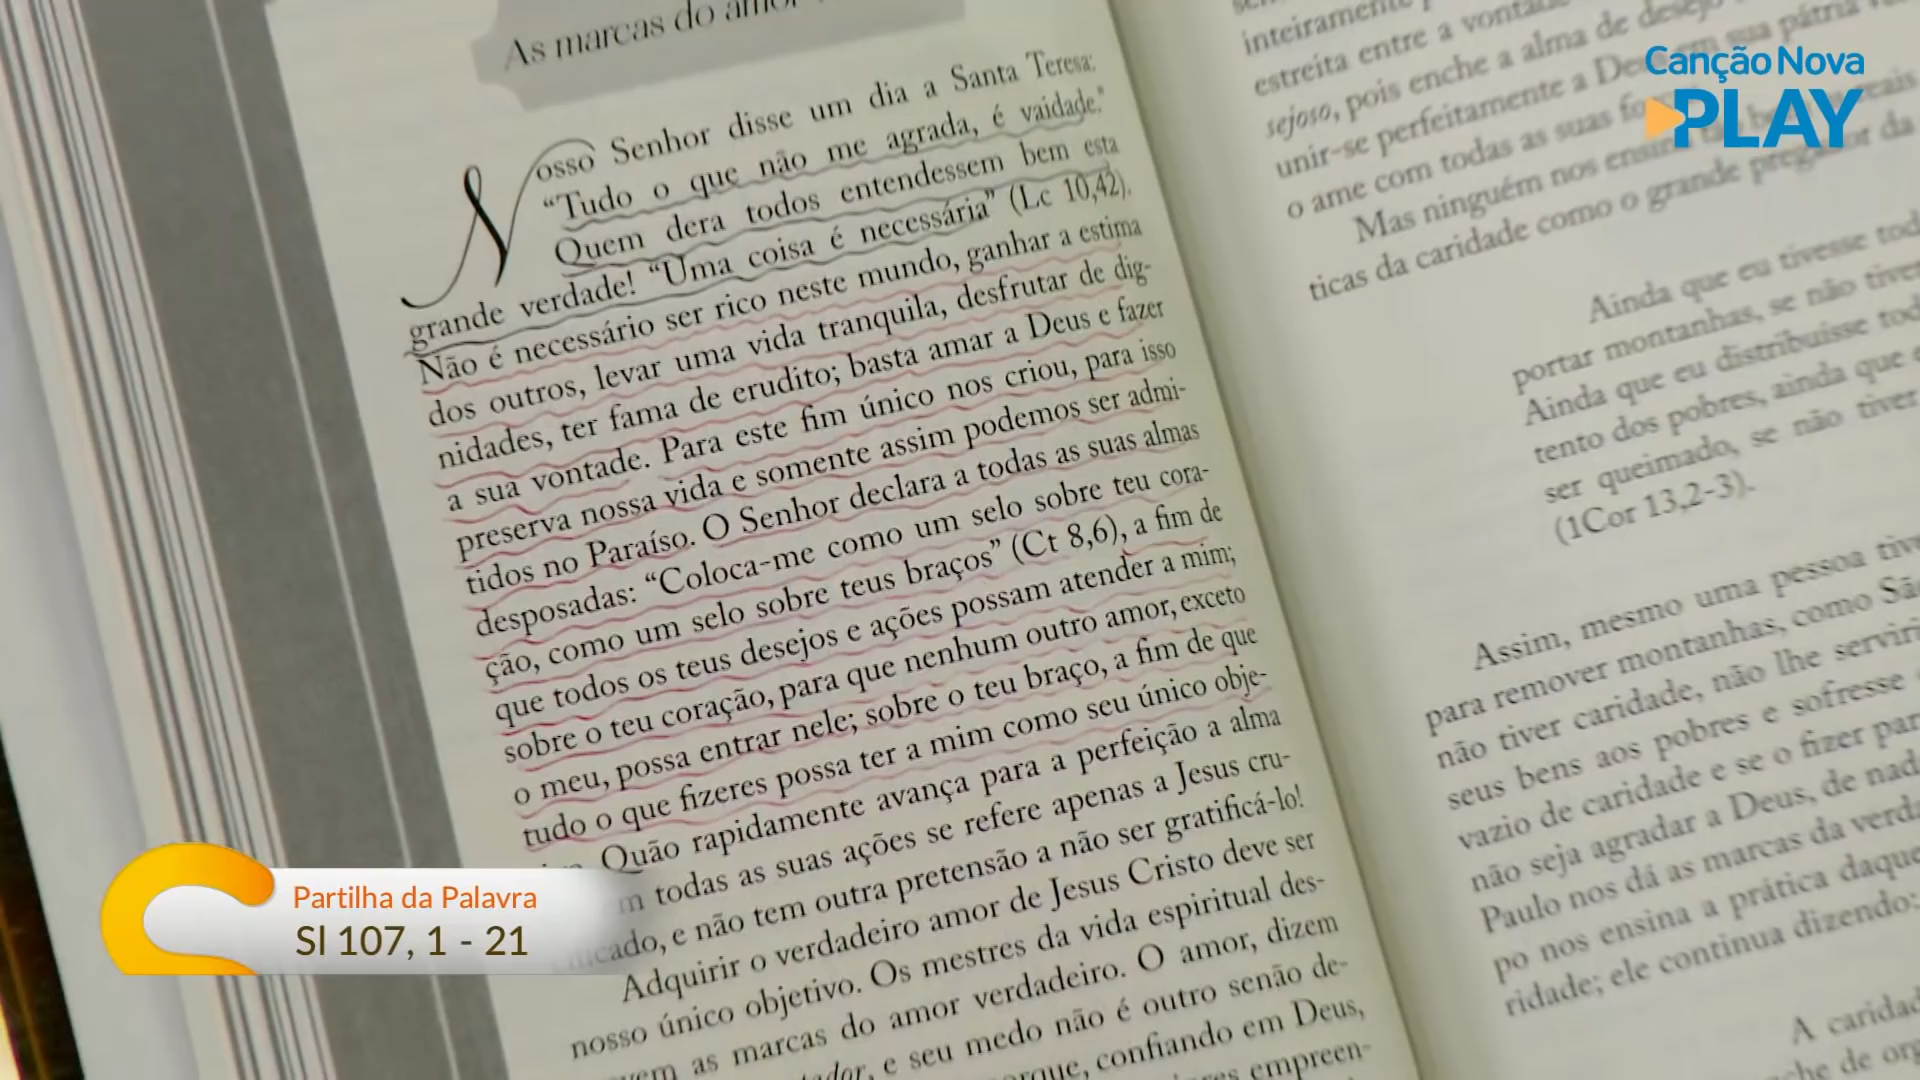 As marcas do amor
Nosso Senhor disse um dia a Santa Teresa:
“Tudo o que não me agrada, é vaidade.”
Quem dera todos entendessem bem esta
grande verdade! “Uma coisa é necessária” (Lc 10,42).
Não é necessário ser rico neste mundo, ganhar a estima
dos outros, levar uma vida tranquila, desfrutar de dig-
nidades, ter fama de erudito; basta amar a Deus e fazer
a sua vontade. Para este fim único nos criou, para isso
preserva nossa vida e somente assim podemos ser admi-
tidos no Paraíso. O Senhor declara a todas as suas almas
desposadas: “Coloca-me como um selo sobre teu cora-
ção, como um selo sobre teus braços” (Ct 8,6), a fim de
que todos os teus desejos e ações possam atender a mim;
sobre o teu coração, para que nenhum outro amor, exceto
o meu, possa entrar nele; sobre o teu braço, a fim de que
tudo o que fizeres possa ter a mim como seu único obje-
Quão rapidamente avança para a perfeição a alma
todas as suas ações se refere apenas a Jesus cru-
e não tem outra pretensão a não ser gratificá-lo!
Adquirir o verdadeiro amor de Jesus Cristo deve ser
nosso único objetivo. Os mestres da vida espiritual des-
as marcas do amor verdadeiro. O amor, dizem
e seu medo não é outro senão de-
confiando em Deus,
empreen-
inteiramente
estreita entre a vontade
sejoso, pois enche a alma de desejo
unir-se perfeitamente a Deus em sua pátria
o ame com todas as suas
Mas ninguém nos ensina
ticas da caridade como o grande pregador da
Ainda que eu tivesse
portar montanhas, se não
Ainda que eu distribuísse
tento dos pobres, ainda que
ser queimado, se não tiver
(1Cor 13,2-3).
Assim, mesmo uma pessoa
para remover montanhas, como São
não tiver caridade, não lhe
seus bens aos pobres e sofresse
vazio de caridade e se o fizer
não seja agradar a Deus, de
Paulo nos dá as marcas da
po nos ensina a prática
ridade; ele continua dizendo:
A
de
Canção Nova
PLAY
Partilha da Palavra
Sl 107, 1 - 21